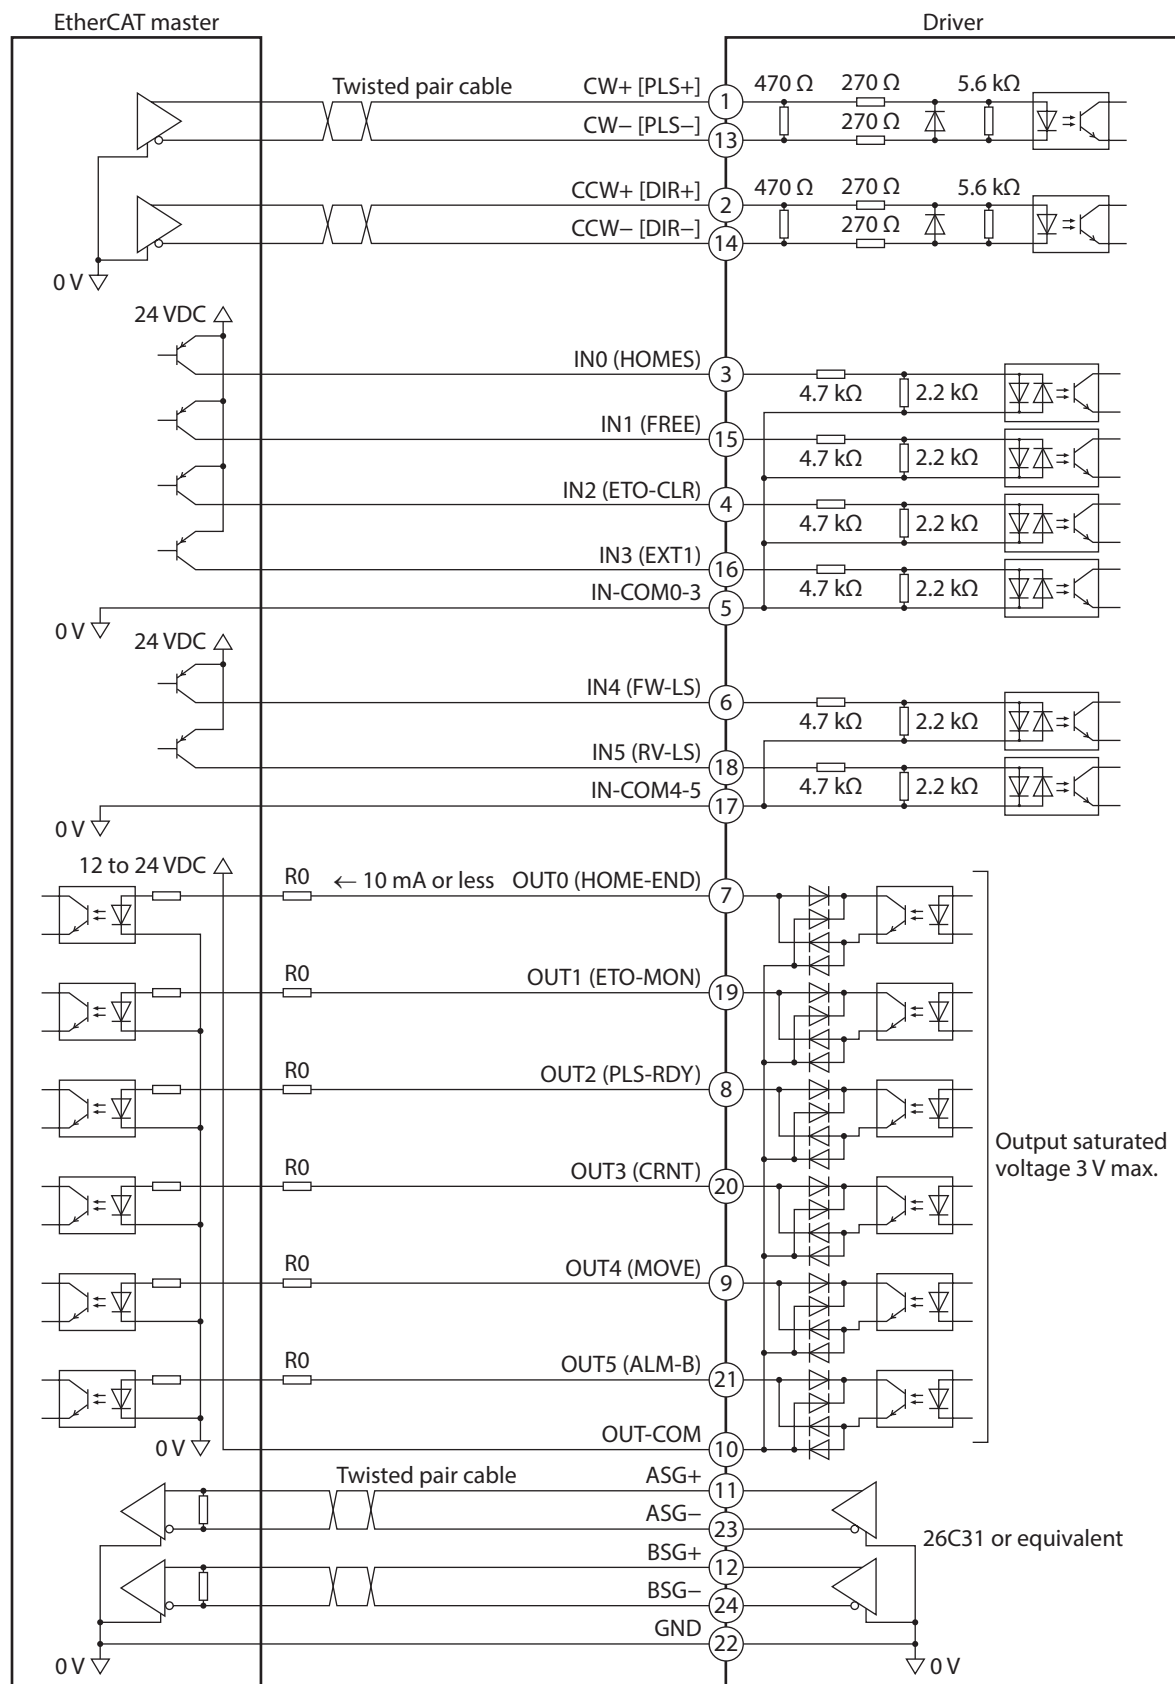 EtherCAT master
Driver
Twisted pair cable
CW+ [PLS+]
1
470 Ω
270 Ω
5.6 kΩ
CW− [PLS−]
13
270 Ω
CCW+ [DIR+]
2
470 Ω
270 Ω
5.6 kΩ
CCW− [DIR−]
14
270 Ω
0 V
24 VDC
IN0 (HOMES)
3
4.7 kΩ
2.2 kΩ
IN1 (FREE)
15
4.7 kΩ
2.2 kΩ
IN2 (ETO-CLR)
4
4.7 kΩ
2.2 kΩ
IN3 (EXT1)
16
4.7 kΩ
2.2 kΩ
IN-COM0-3
5
0 V
24 VDC
IN4 (FW-LS)
6
4.7 kΩ
2.2 kΩ
IN5 (RV-LS)
18
4.7 kΩ
2.2 kΩ
IN-COM4-5
17
0 V
12 to 24 VDC
R0
← 10 mA or less
OUT0 (HOME-END)
7
R0
OUT1 (ETO-MON)
19
R0
OUT2 (PLS-RDY)
8
Output saturated
voltage 3 V max.
R0
OUT3 (CRNT)
20
R0
OUT4 (MOVE)
9
R0
OUT5 (ALM-B)
21
0 V
OUT-COM
10
Twisted pair cable
ASG+
11
ASG−
23
26C31 or equivalent
BSG+
12
BSG−
24
GND
22
0 V
0 V